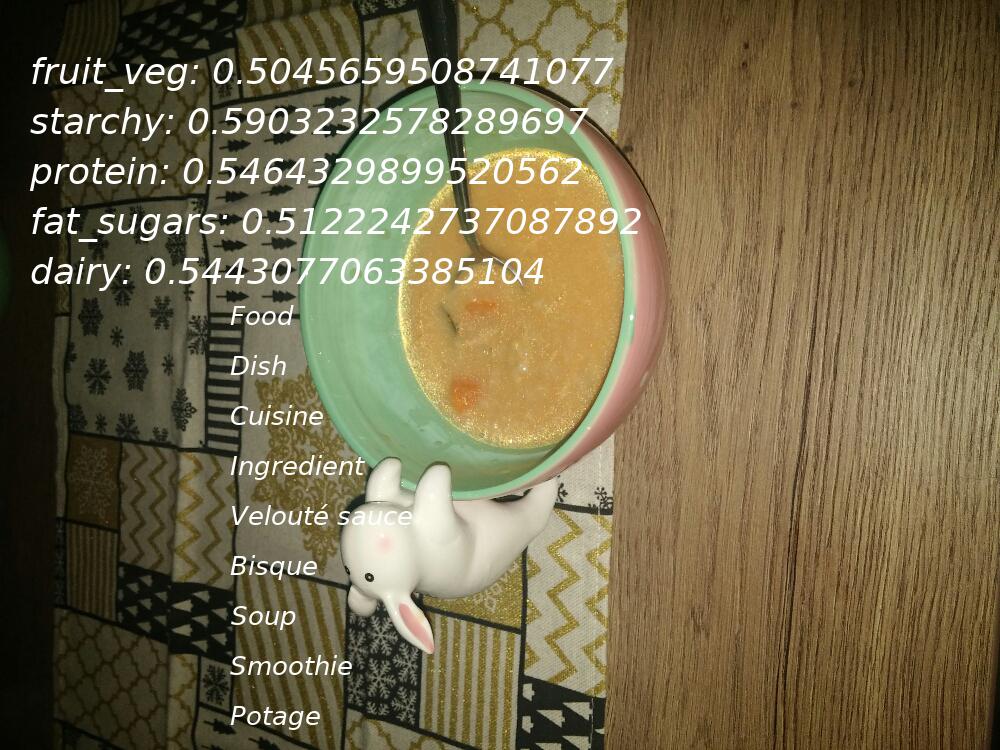 fruit_veg: 0.5045659508741077
starchy: 0.5903232578289697
protein: 0.5464329899520562
fat_sugars: 0.5122242737087892
dairy: 0.5443077063385104
Food
Dish
Cuisine
Ingredient
Velouté sauce
Bisque
Soup
Smoothie
Potage